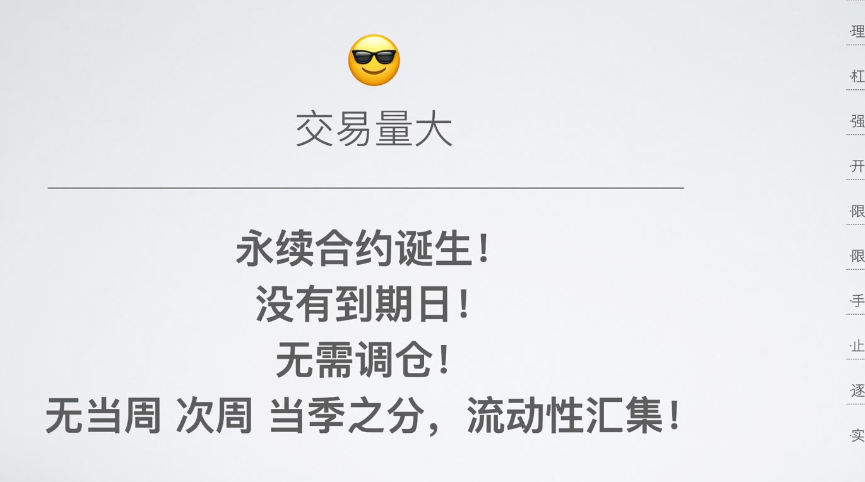 交易量大
永续合约诞生！
没有到期日！
无需调仓！
无当周 次周 当季之分，流动性汇集！
·理
·杠
·强
·开
·限
·限
·手
·止
·逐
·实